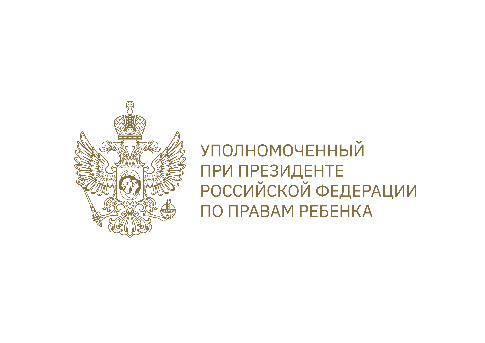 УПОЛНОМОЧЕННЫЙ
ПРИ ПРЕЗИДЕНТЕ
РОССИЙСКОЙ ФЕДЕРАЦИИ
ПО ПРАВАМ РЕБЕНКА